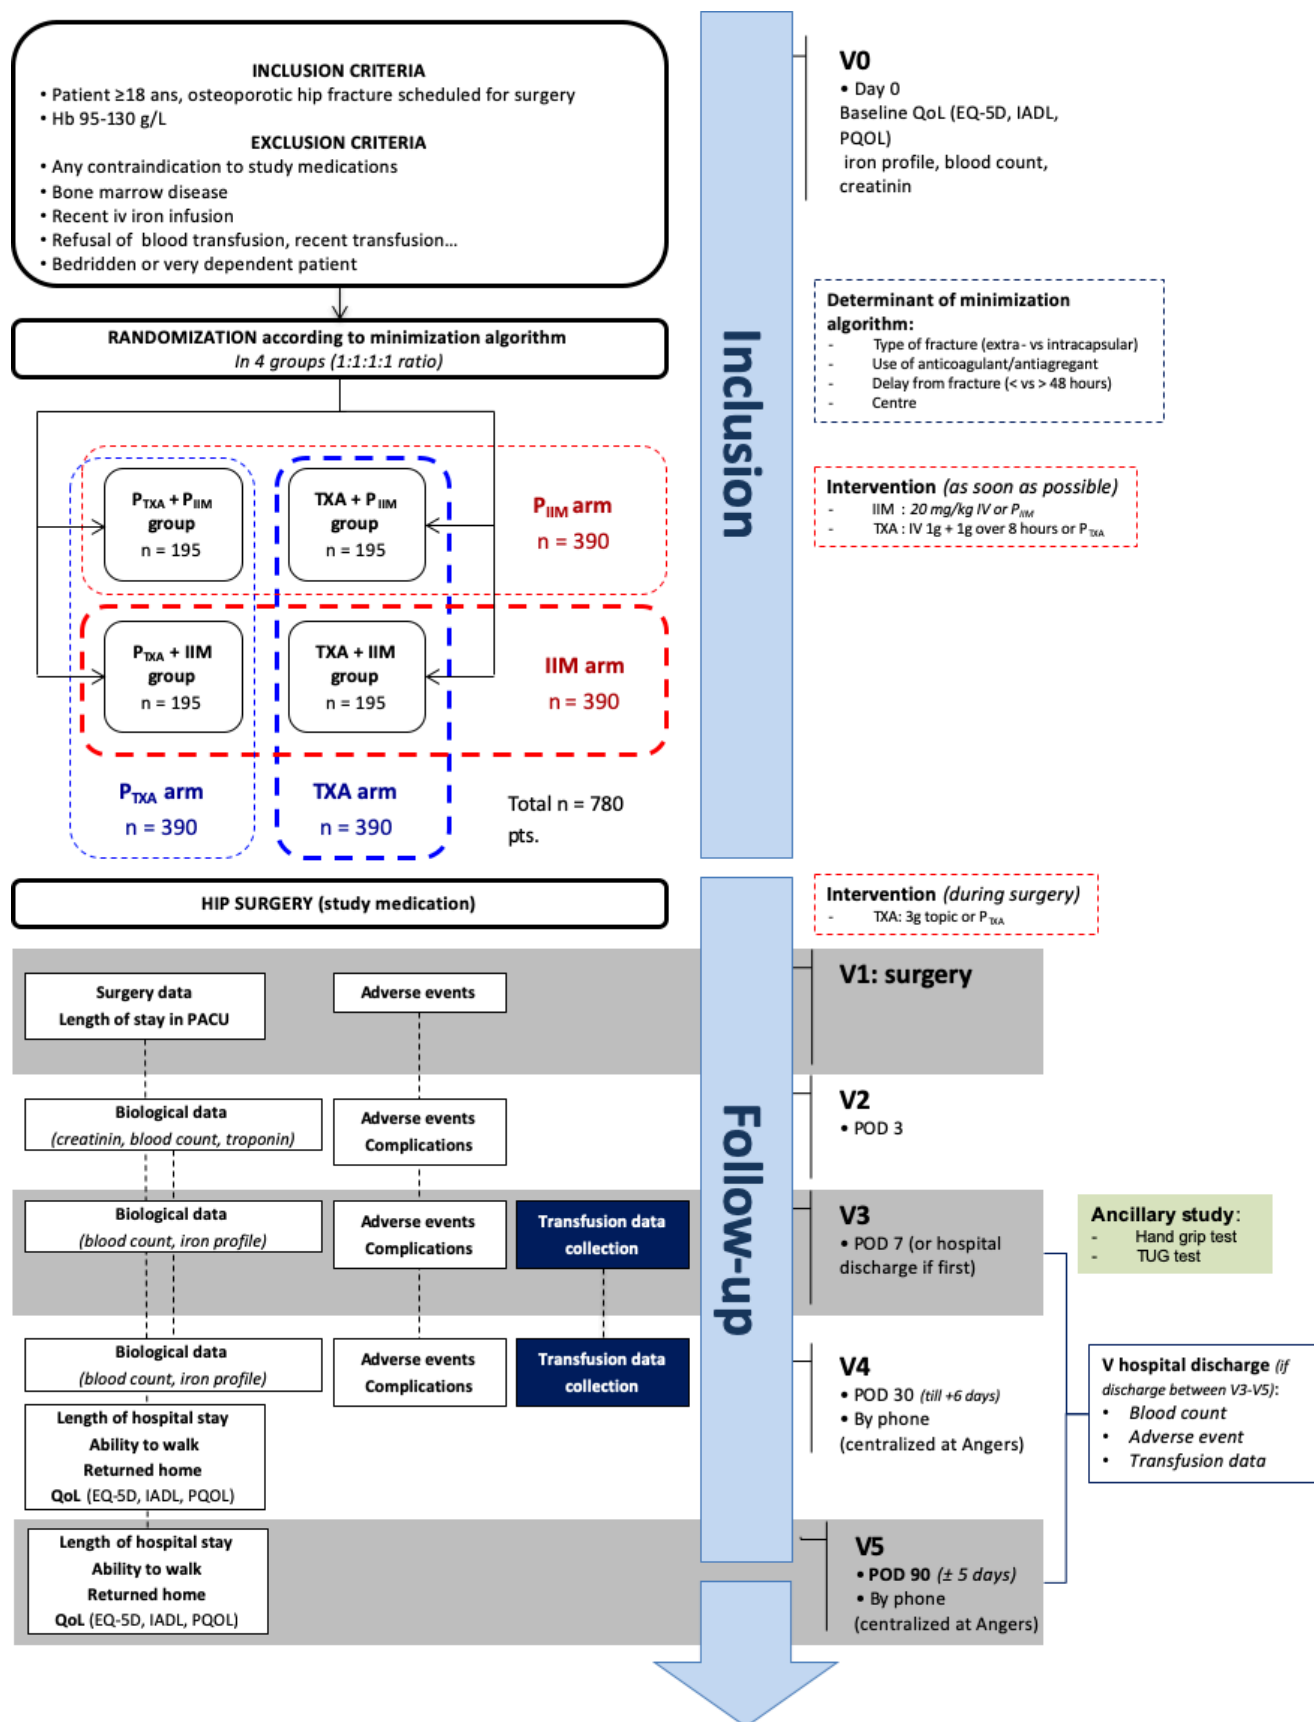 INCLUSION CRITERIA
• Patient ≥18 ans, osteoporotic hip fracture scheduled for surgery
• Hb 95-130 g/L
EXCLUSION CRITERIA
• Any contraindication to study medications
• Bone marrow disease
• Recent iv iron infusion
• Refusal of blood transfusion, recent transfusion...
• Bedridden or very dependent patient
RANDOMIZATION according to minimization algorithm
In 4 groups (1:1:1:1 ratio)
P_TXA + P_IIM
group
n = 195
TXA + P_IIM
group
n = 195
P_IIM arm
n = 390
P_TXA + IIM
group
n = 195
TXA + IIM
group
n = 195
IIM arm
n = 390
P_TXA arm
n = 390
TXA arm
n = 390
Total n = 780
pts.
Inclusion
V0
• Day 0
Baseline QoL (EQ-5D, IADL,
PQOL)
iron profile, blood count,
creatinin
Determinant of minimization
algorithm:
- Type of fracture (extra- vs intracapsular)
- Use of anticoagulant/antiagregant
- Delay from fracture (< vs > 48 hours)
- Centre
Intervention (as soon as possible)
- IIM : 20 mg/kg IV or P_IIM
- TXA : IV 1g + 1g over 8 hours or P_TXA
HIP SURGERY (study medication)
Intervention (during surgery)
- TXA: 3g topic or P_TXA
Follow-up
Surgery data
Length of stay in PACU
Adverse events
V1: surgery
Biological data
(creatinin, blood count, troponin)
Adverse events
Complications
V2
• POD 3
Biological data
(blood count, iron profile)
Adverse events
Complications
Transfusion data
collection
V3
• POD 7 (or hospital
discharge if first)
Ancillary study:
- Hand grip test
- TUG test
Biological data
(blood count, iron profile)
Adverse events
Complications
Transfusion data
collection
V4
• POD 30 (till +6 days)
• By phone
(centralized at Angers)
V hospital discharge (if
discharge between V3-V5):
• Blood count
• Adverse event
• Transfusion data
Length of hospital stay
Ability to walk
Returned home
QoL (EQ-5D, IADL, PQOL)
Length of hospital stay
Ability to walk
Returned home
QoL (EQ-5D, IADL, PQOL)
V5
• POD 90 (± 5 days)
• By phone
(centralized at Angers)